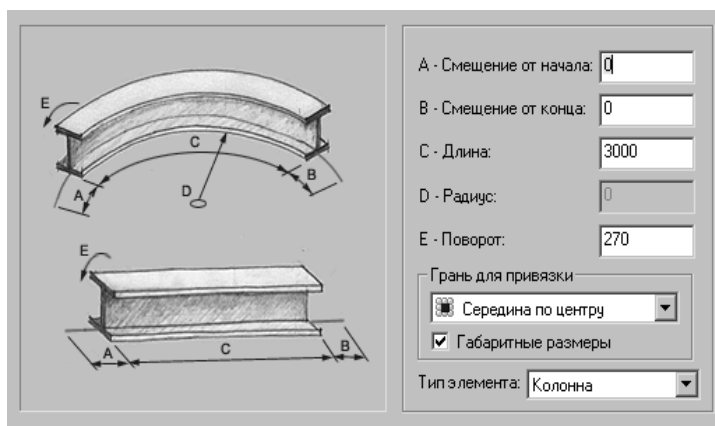 E
C
A
D
B
E
A
C
B
A - Смещение от начала: 0
B - Смещение от конца: 0
C - Длина: 3000
D - Радиус: 0
E - Поворот: 270
Грань для привязки
Середина по центру
Габаритные размеры
Тип элемента: Колонна